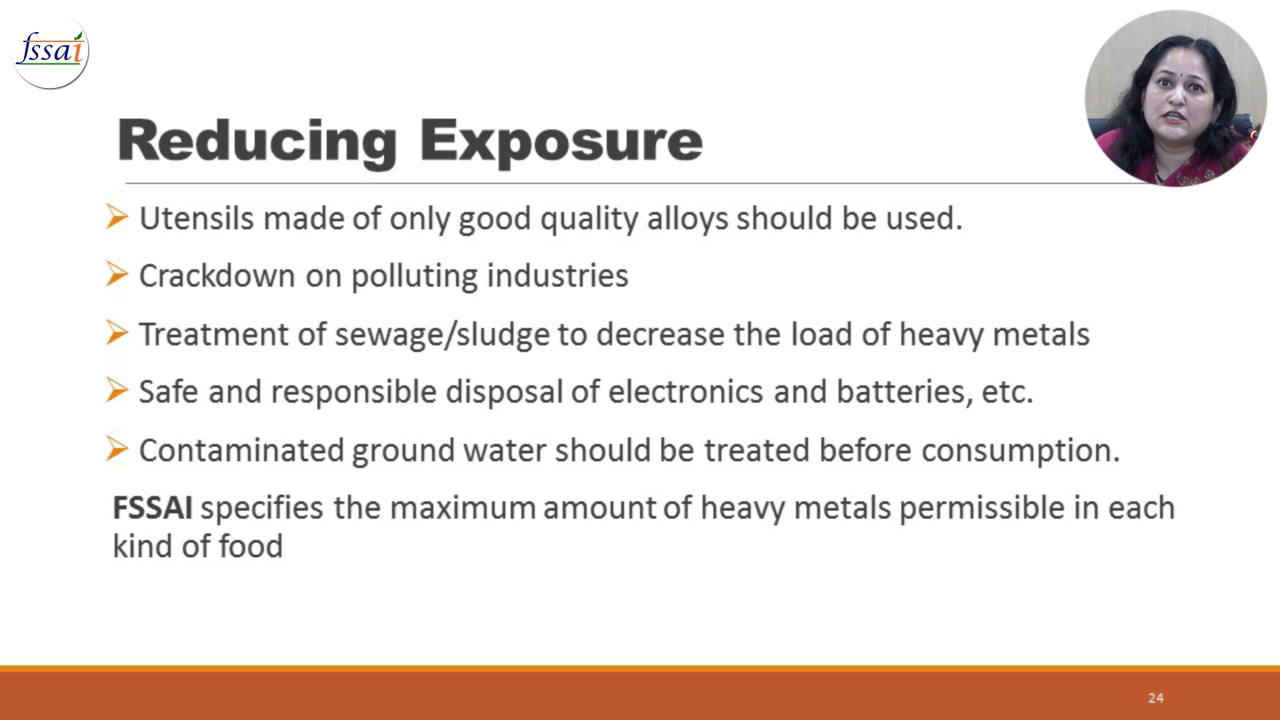 fssai
Reducing Exposure
Utensils made of only good quality alloys should be used.
Crackdown on polluting industries
Treatment of sewage/sludge to decrease the load of heavy metals
Safe and responsible disposal of electronics and batteries, etc.
Contaminated ground water should be treated before consumption.
FSSAI specifies the maximum amount of heavy metals permissible in each
kind of food
24